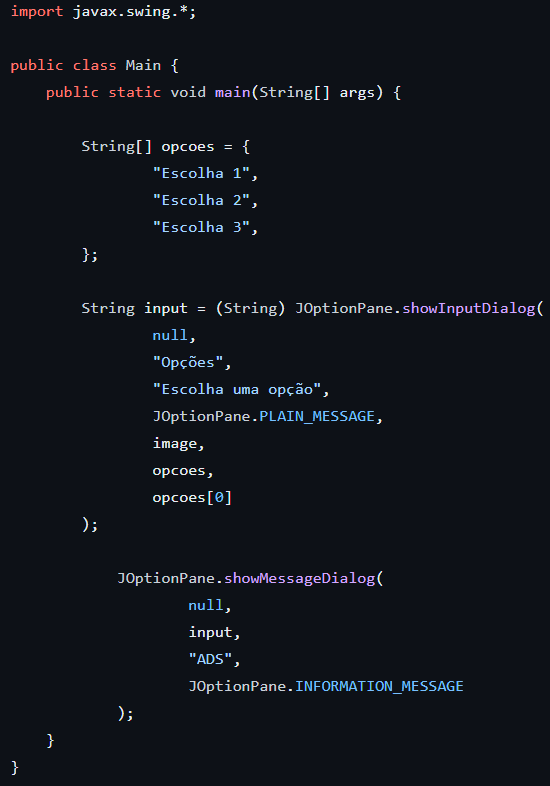 import javax.swing.*;

public class Main {
    public static void main(String[] args) {

        String[] opcoes = {
                "Escolha 1",
                "Escolha 2",
                "Escolha 3",
        };

        String input = (String) JOptionPane.showInputDialog(
                null,
                "Opções",
                "Escolha uma opção",
                JOptionPane.PLAIN_MESSAGE,
                image,
                opcoes,
                opcoes[0]
        );

            JOptionPane.showMessageDialog(
                    null,
                    input,
                    "ADS",
                    JOptionPane.INFORMATION_MESSAGE
            );
    }
}